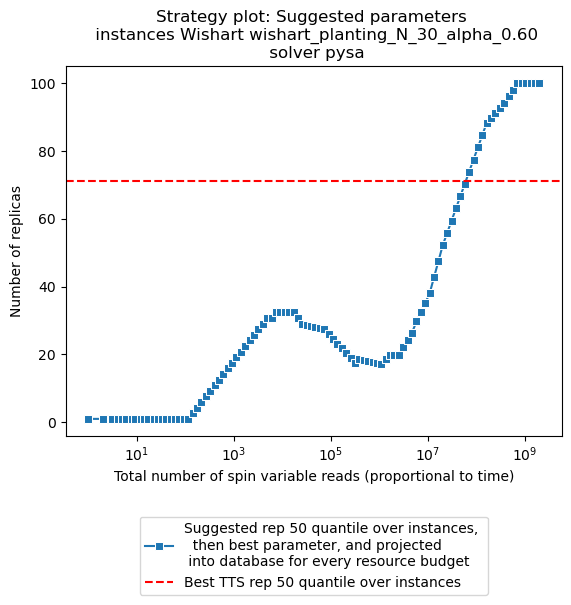 Strategy plot: Suggested parameters
instances Wishart wishart_planting_N_30_alpha_0.60
solver pysa
100
80
60
40
20
0
Number of replicas
10^1
10^3
10^5
10^7
10^9
Total number of spin variable reads (proportional to time)
Suggested rep 50 quantile over instances,
then best parameter, and projected
into database for every resource budget
Best TTS rep 50 quantile over instances